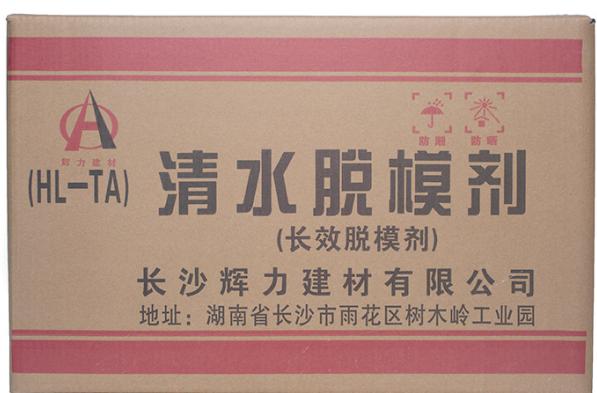 辉力建材
(HL-TA)
防潮
防晒
清水脱模剂
(长效脱模剂)
长沙辉力建材有限公司
地址：湖南省长沙市雨花区树木岭工业园